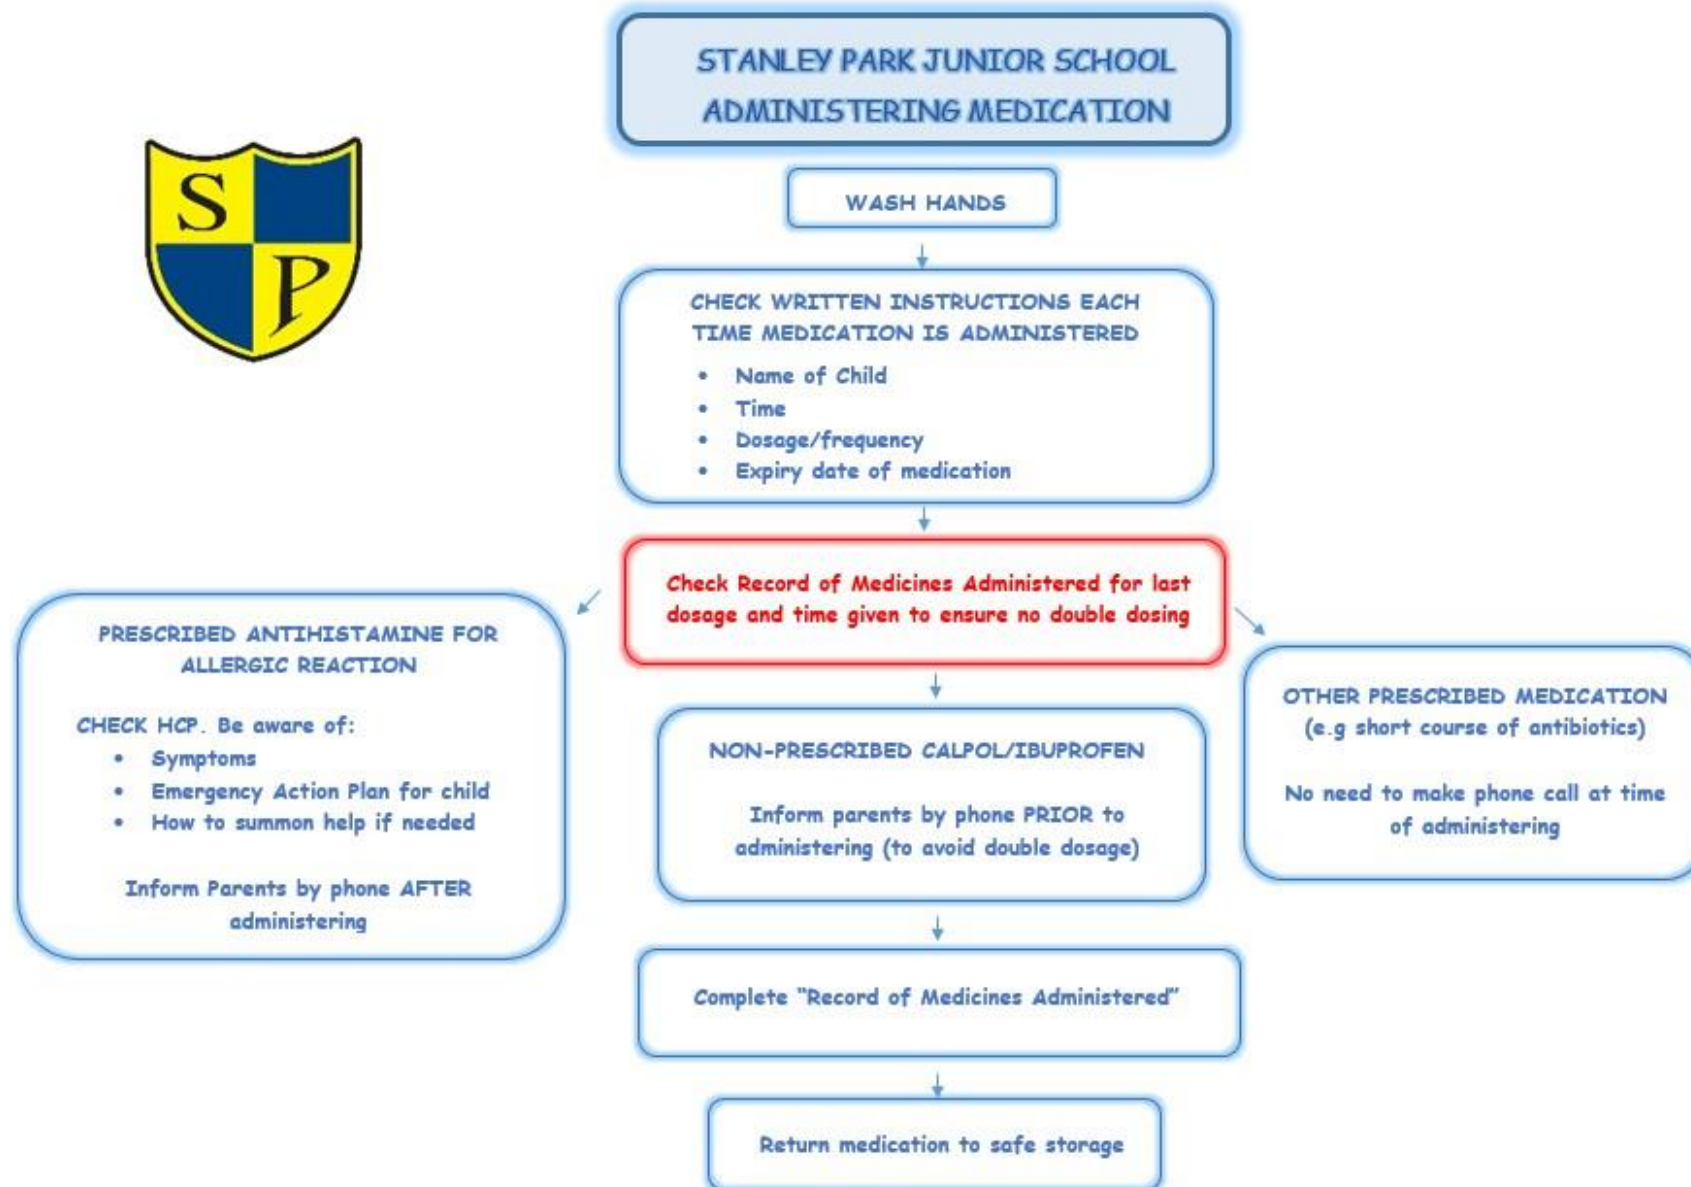 STANLEY PARK JUNIOR SCHOOL
ADMINISTERING MEDICATION
S
P
WASH HANDS
CHECK WRITTEN INSTRUCTIONS EACH
TIME MEDICATION IS ADMINISTERED
• Name of Child
• Time
• Dosage/frequency
• Expiry date of medication
Check Record of Medicines Administered for last
dosage and time given to ensure no double dosing
PRESCRIBED ANTIHISTAMINE FOR
ALLERGIC REACTION
CHECK HCP. Be aware of:
• Symptoms
• Emergency Action Plan for child
• How to summon help if needed
Inform Parents by phone AFTER
administering
NON-PRESCRIBED CALPOL/IBUPROFEN
Inform parents by phone PRIOR to
administering (to avoid double dosage)
OTHER PRESCRIBED MEDICATION
(e.g short course of antibiotics)
No need to make phone call at time
of administering
Complete “Record of Medicines Administered”
Return medication to safe storage